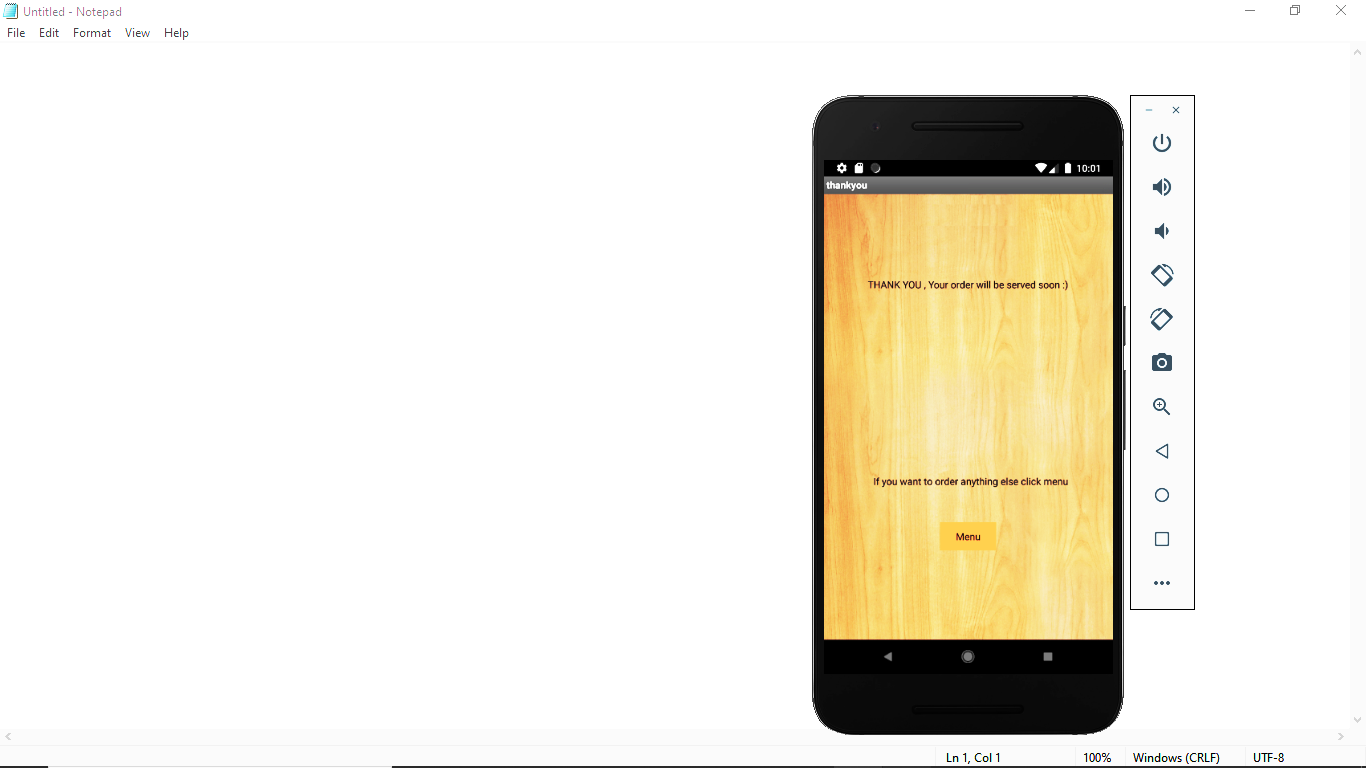 Untitled - Notepad
File Edit Format View Help
10:01
thankyou
THANK YOU , Your order will be served soon :)
If you want to order anything else click menu
Menu
Ln 1, Col 1 100% Windows (CRLF) UTF-8